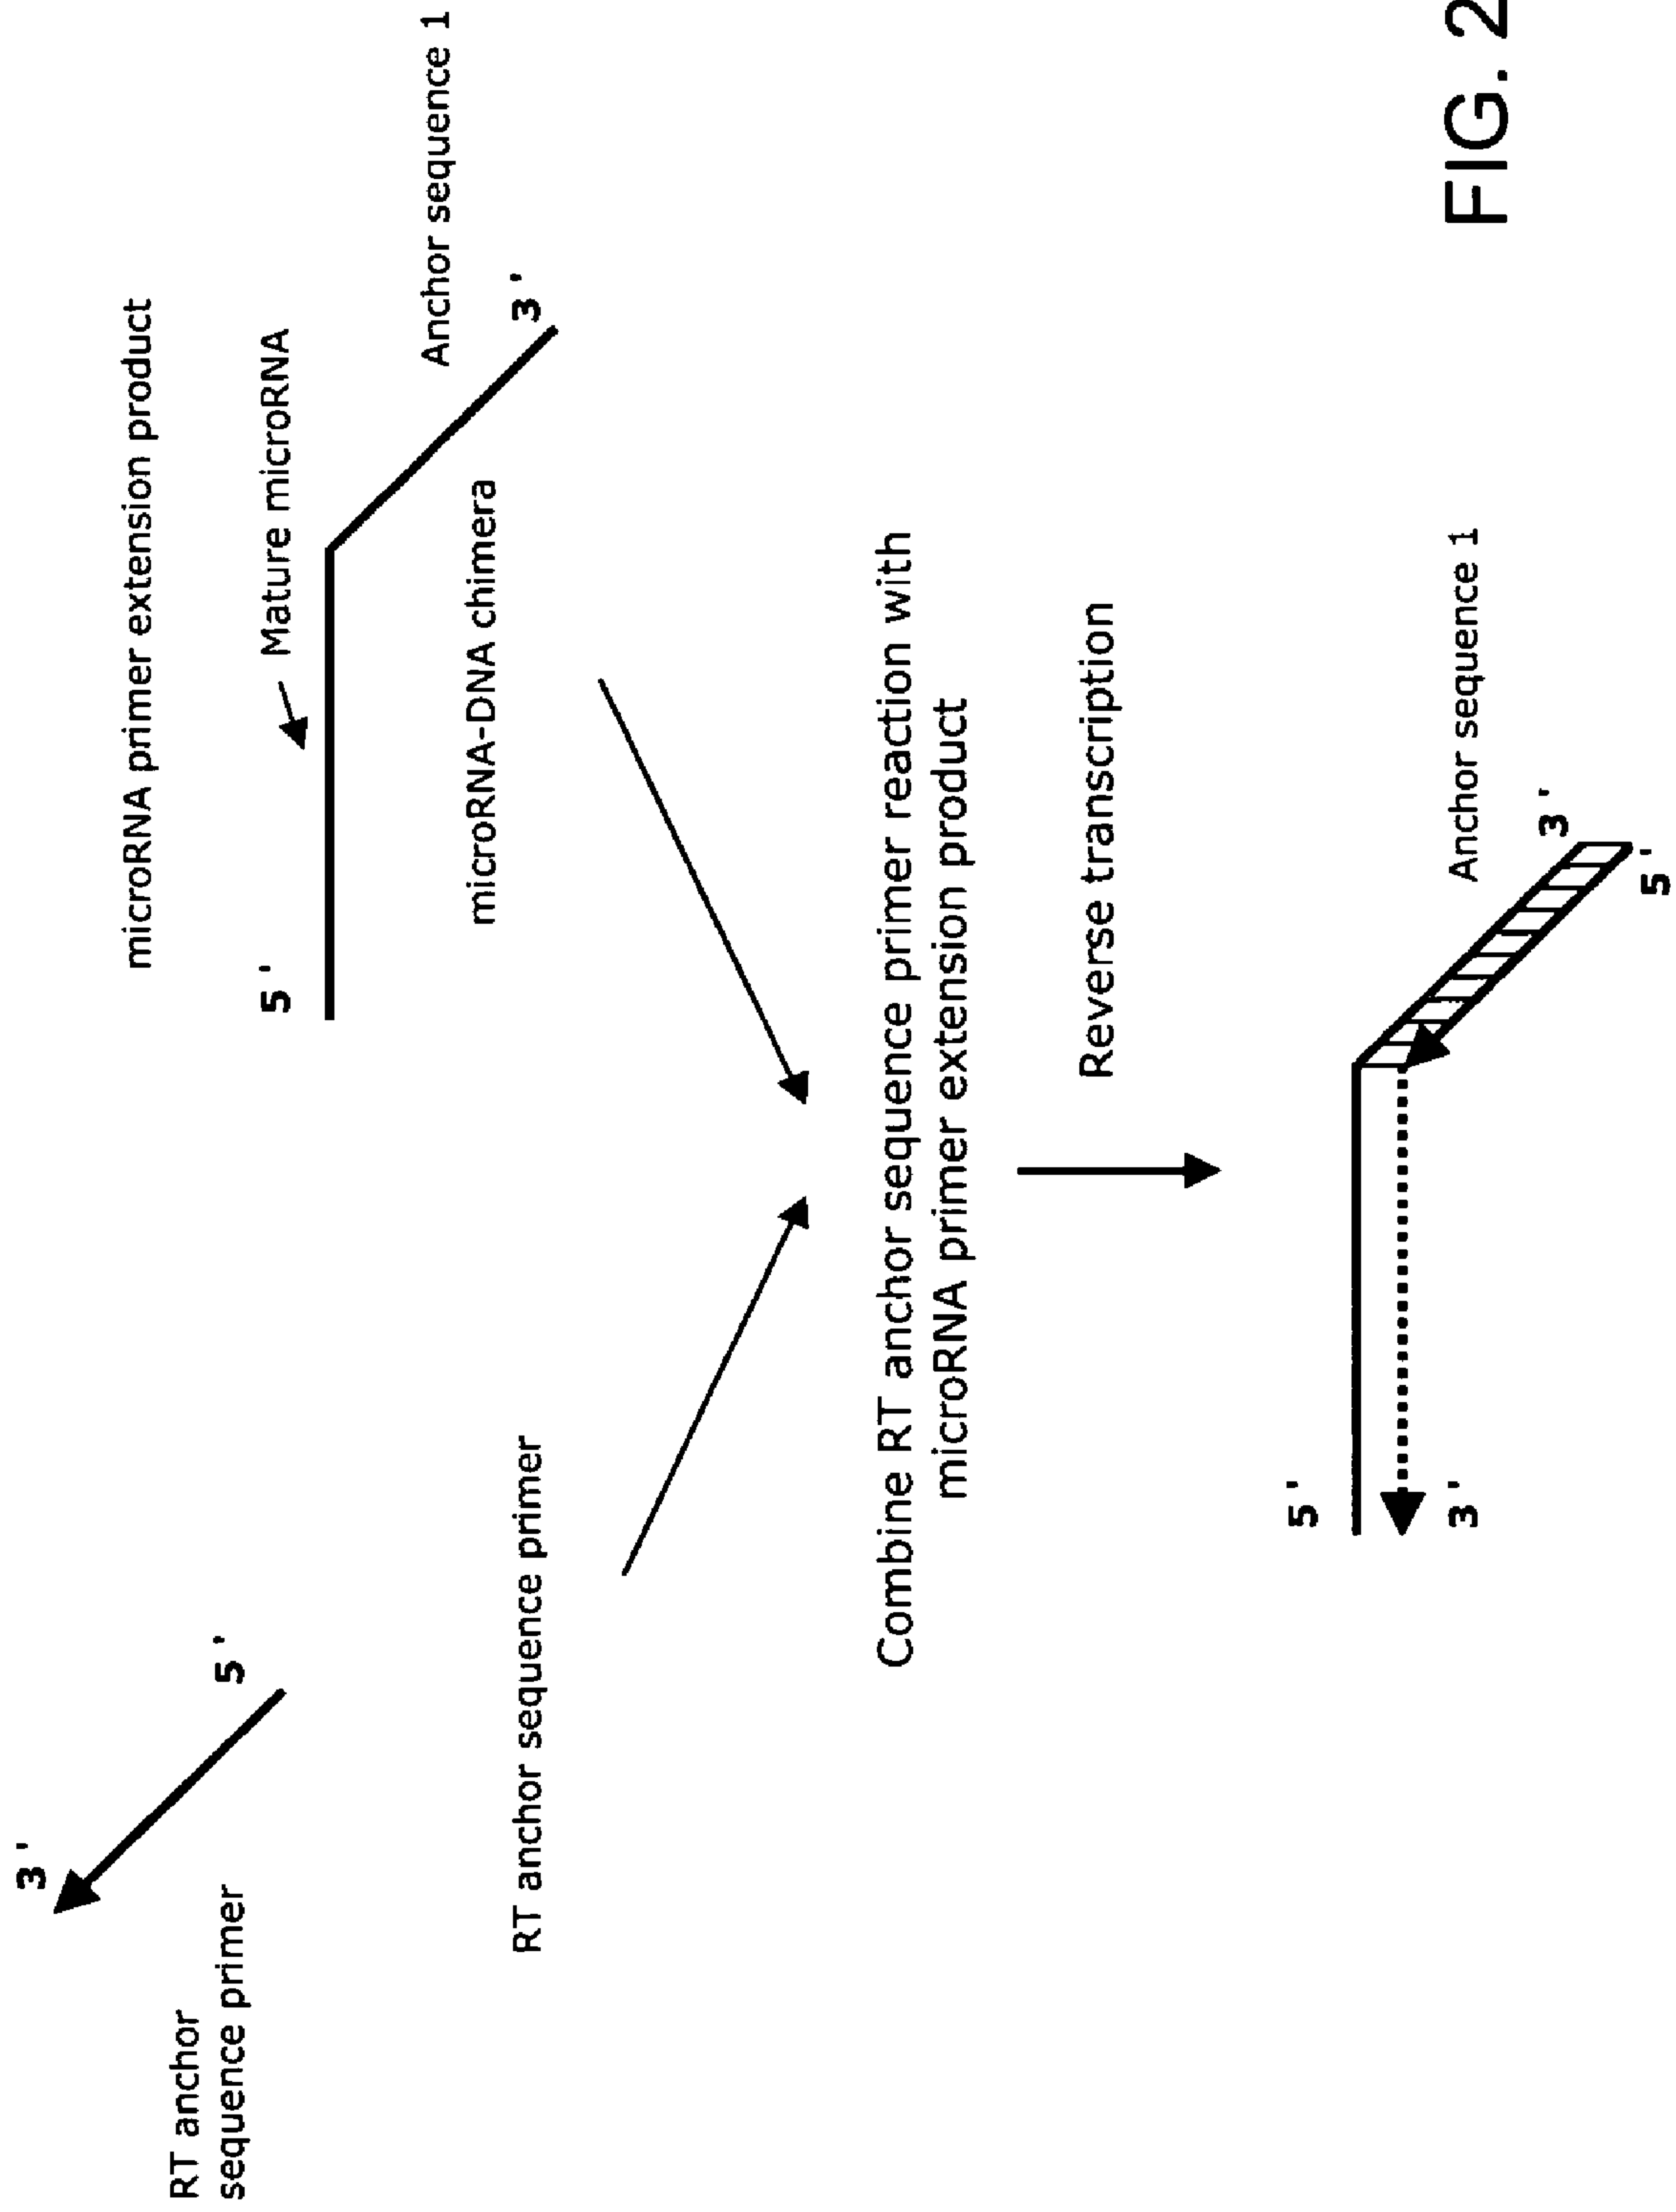 3'
5'
RT anchor
sequence primer
RT anchor sequence primer
microRNA primer extension product
5'
Mature microRNA
Anchor sequence 1
3'
microRNA-DNA chimera
Combine RT anchor sequence primer reaction with
microRNA primer extension product
Reverse transcription
5'
3'
Anchor sequence 1
3'
5'
FIG. 2